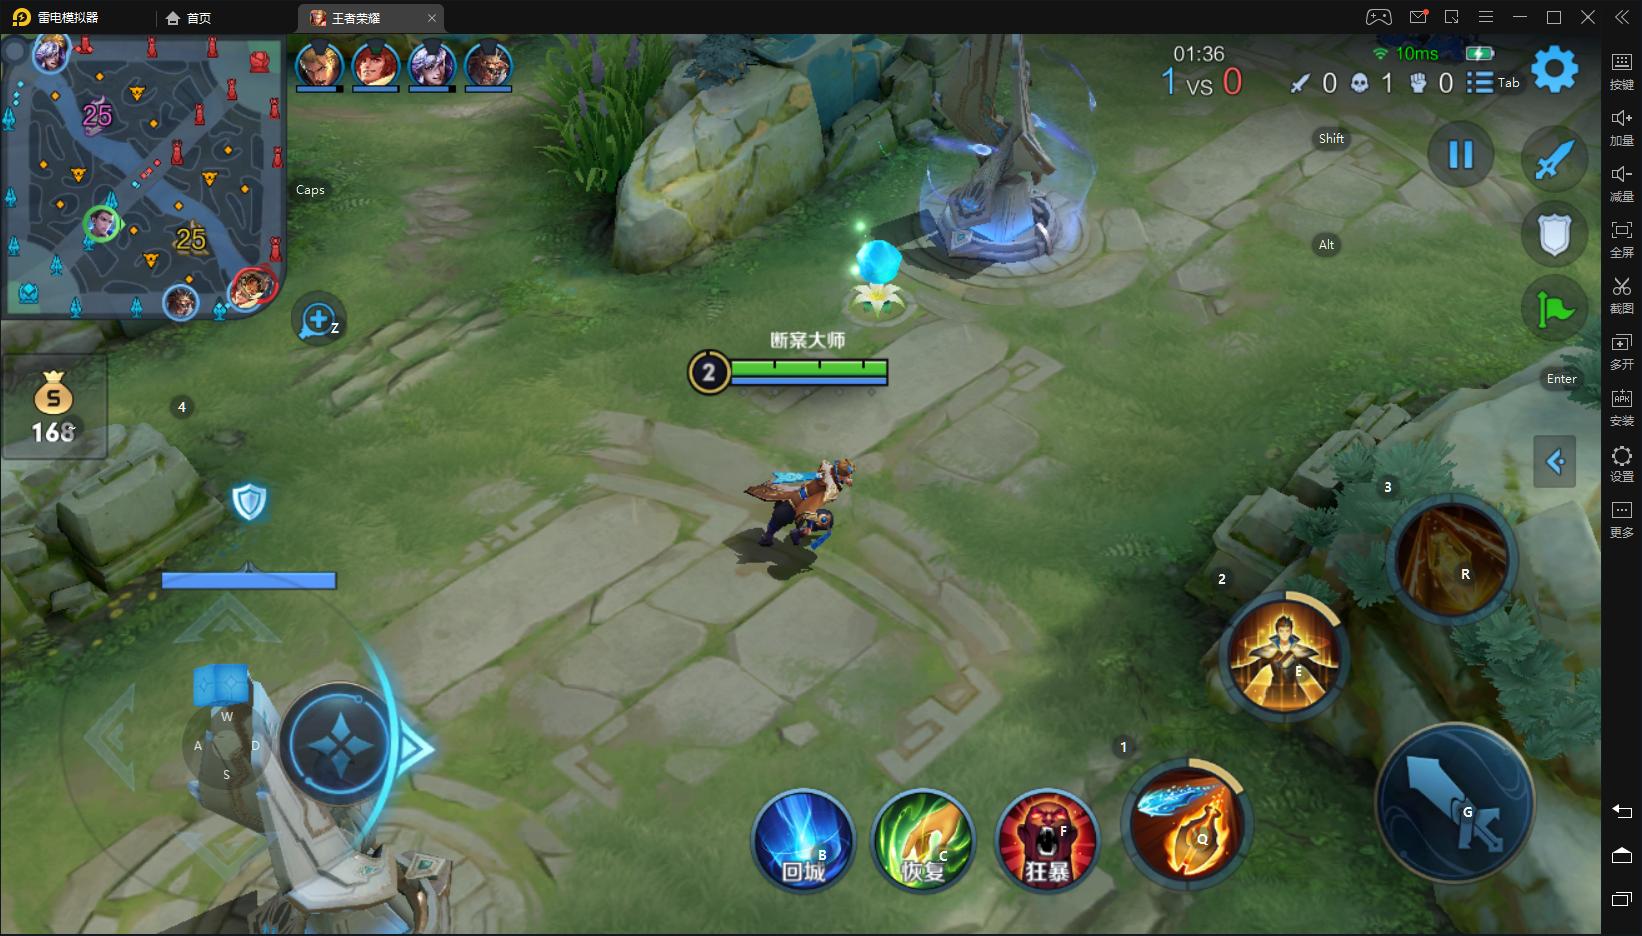 雷电模拟器
首页
王者荣耀
01:36
10ms
1 vs 0
0
1
0
Tab
25
25
Caps
Shift
Alt
Z
Enter
断案大师
2
S
168
4
3
R
2
E
W
A
D
S
1
Q
G
B
回城
C
恢复
F
狂暴
按键
加量
减量
全屏
截图
多开
APK
安装
设置
更多